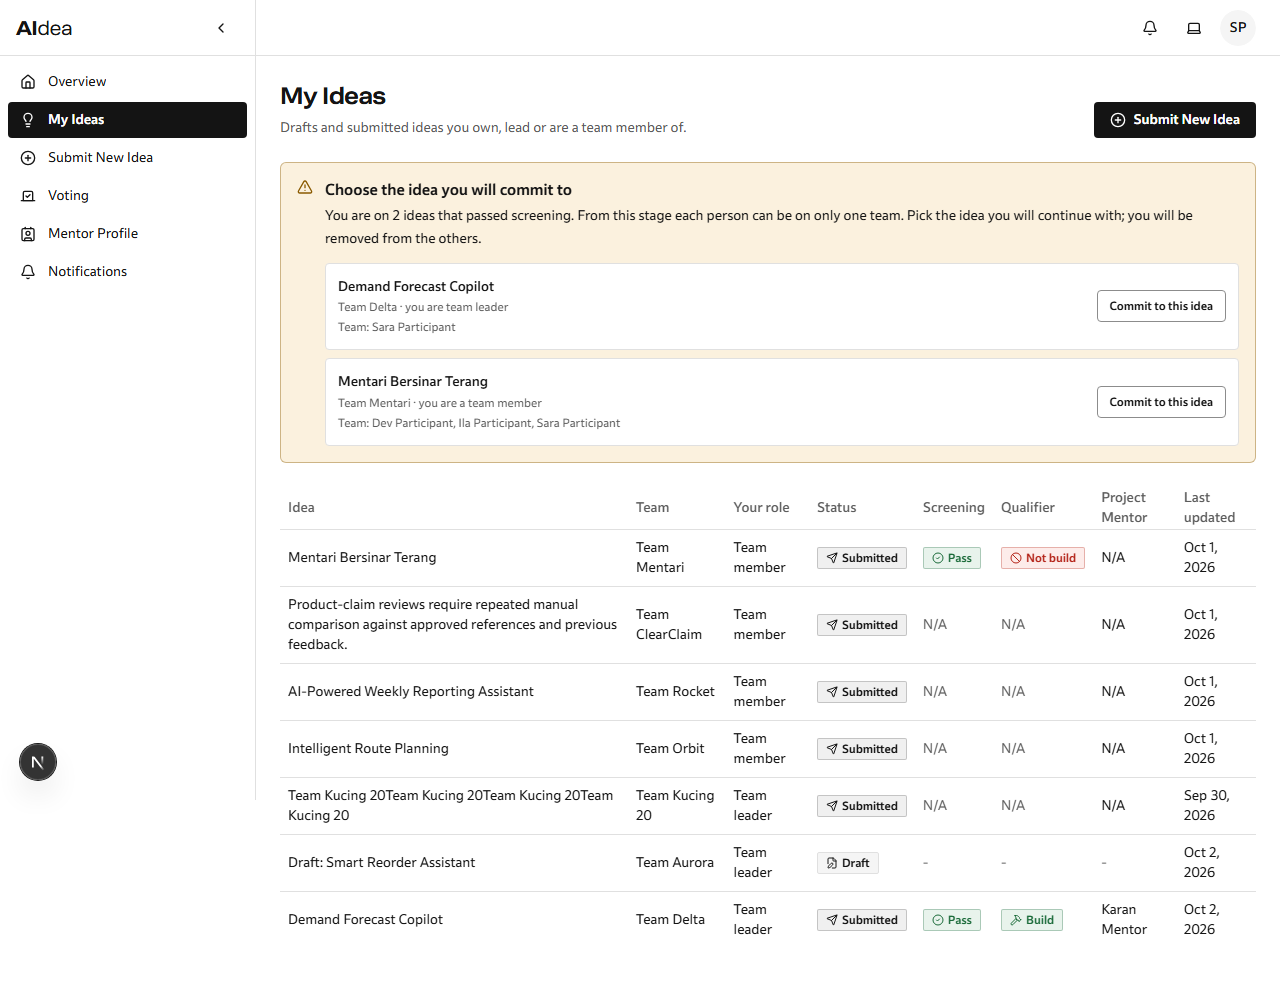 AIdea
SP
Overview
My Ideas
Submit New Idea
Voting
Mentor Profile
Notifications
N
My Ideas
Drafts and submitted ideas you own, lead or are a team member of.
Submit New Idea
Choose the idea you will commit to
You are on 2 ideas that passed screening. From this stage each person can be on only one team. Pick the idea you will continue with; you will be
removed from the others.
Demand Forecast Copilot
Team Delta · you are team leader
Team: Sara Participant
Commit to this idea
Mentari Bersinar Terang
Team Mentari · you are a team member
Team: Dev Participant, Ila Participant, Sara Participant
Commit to this idea
Idea Team Your role Status Screening Qualifier Project Mentor Last updated
Mentari Bersinar Terang Team Mentari Team member Submitted Pass Not build N/A Oct 1, 2026
Product-claim reviews require repeated manual comparison against approved references and previous feedback. Team ClearClaim Team member Submitted N/A N/A N/A Oct 1, 2026
AI-Powered Weekly Reporting Assistant Team Rocket Team member Submitted N/A N/A N/A Oct 1, 2026
Intelligent Route Planning Team Orbit Team member Submitted N/A N/A N/A Oct 1, 2026
Team Kucing 20Team Kucing 20Team Kucing 20Team Kucing 20 Team Kucing 20 Team leader Submitted N/A N/A N/A Sep 30, 2026
Draft: Smart Reorder Assistant Team Aurora Team leader Draft - - - Oct 2, 2026
Demand Forecast Copilot Team Delta Team leader Submitted Pass Build Karan Mentor Oct 2, 2026